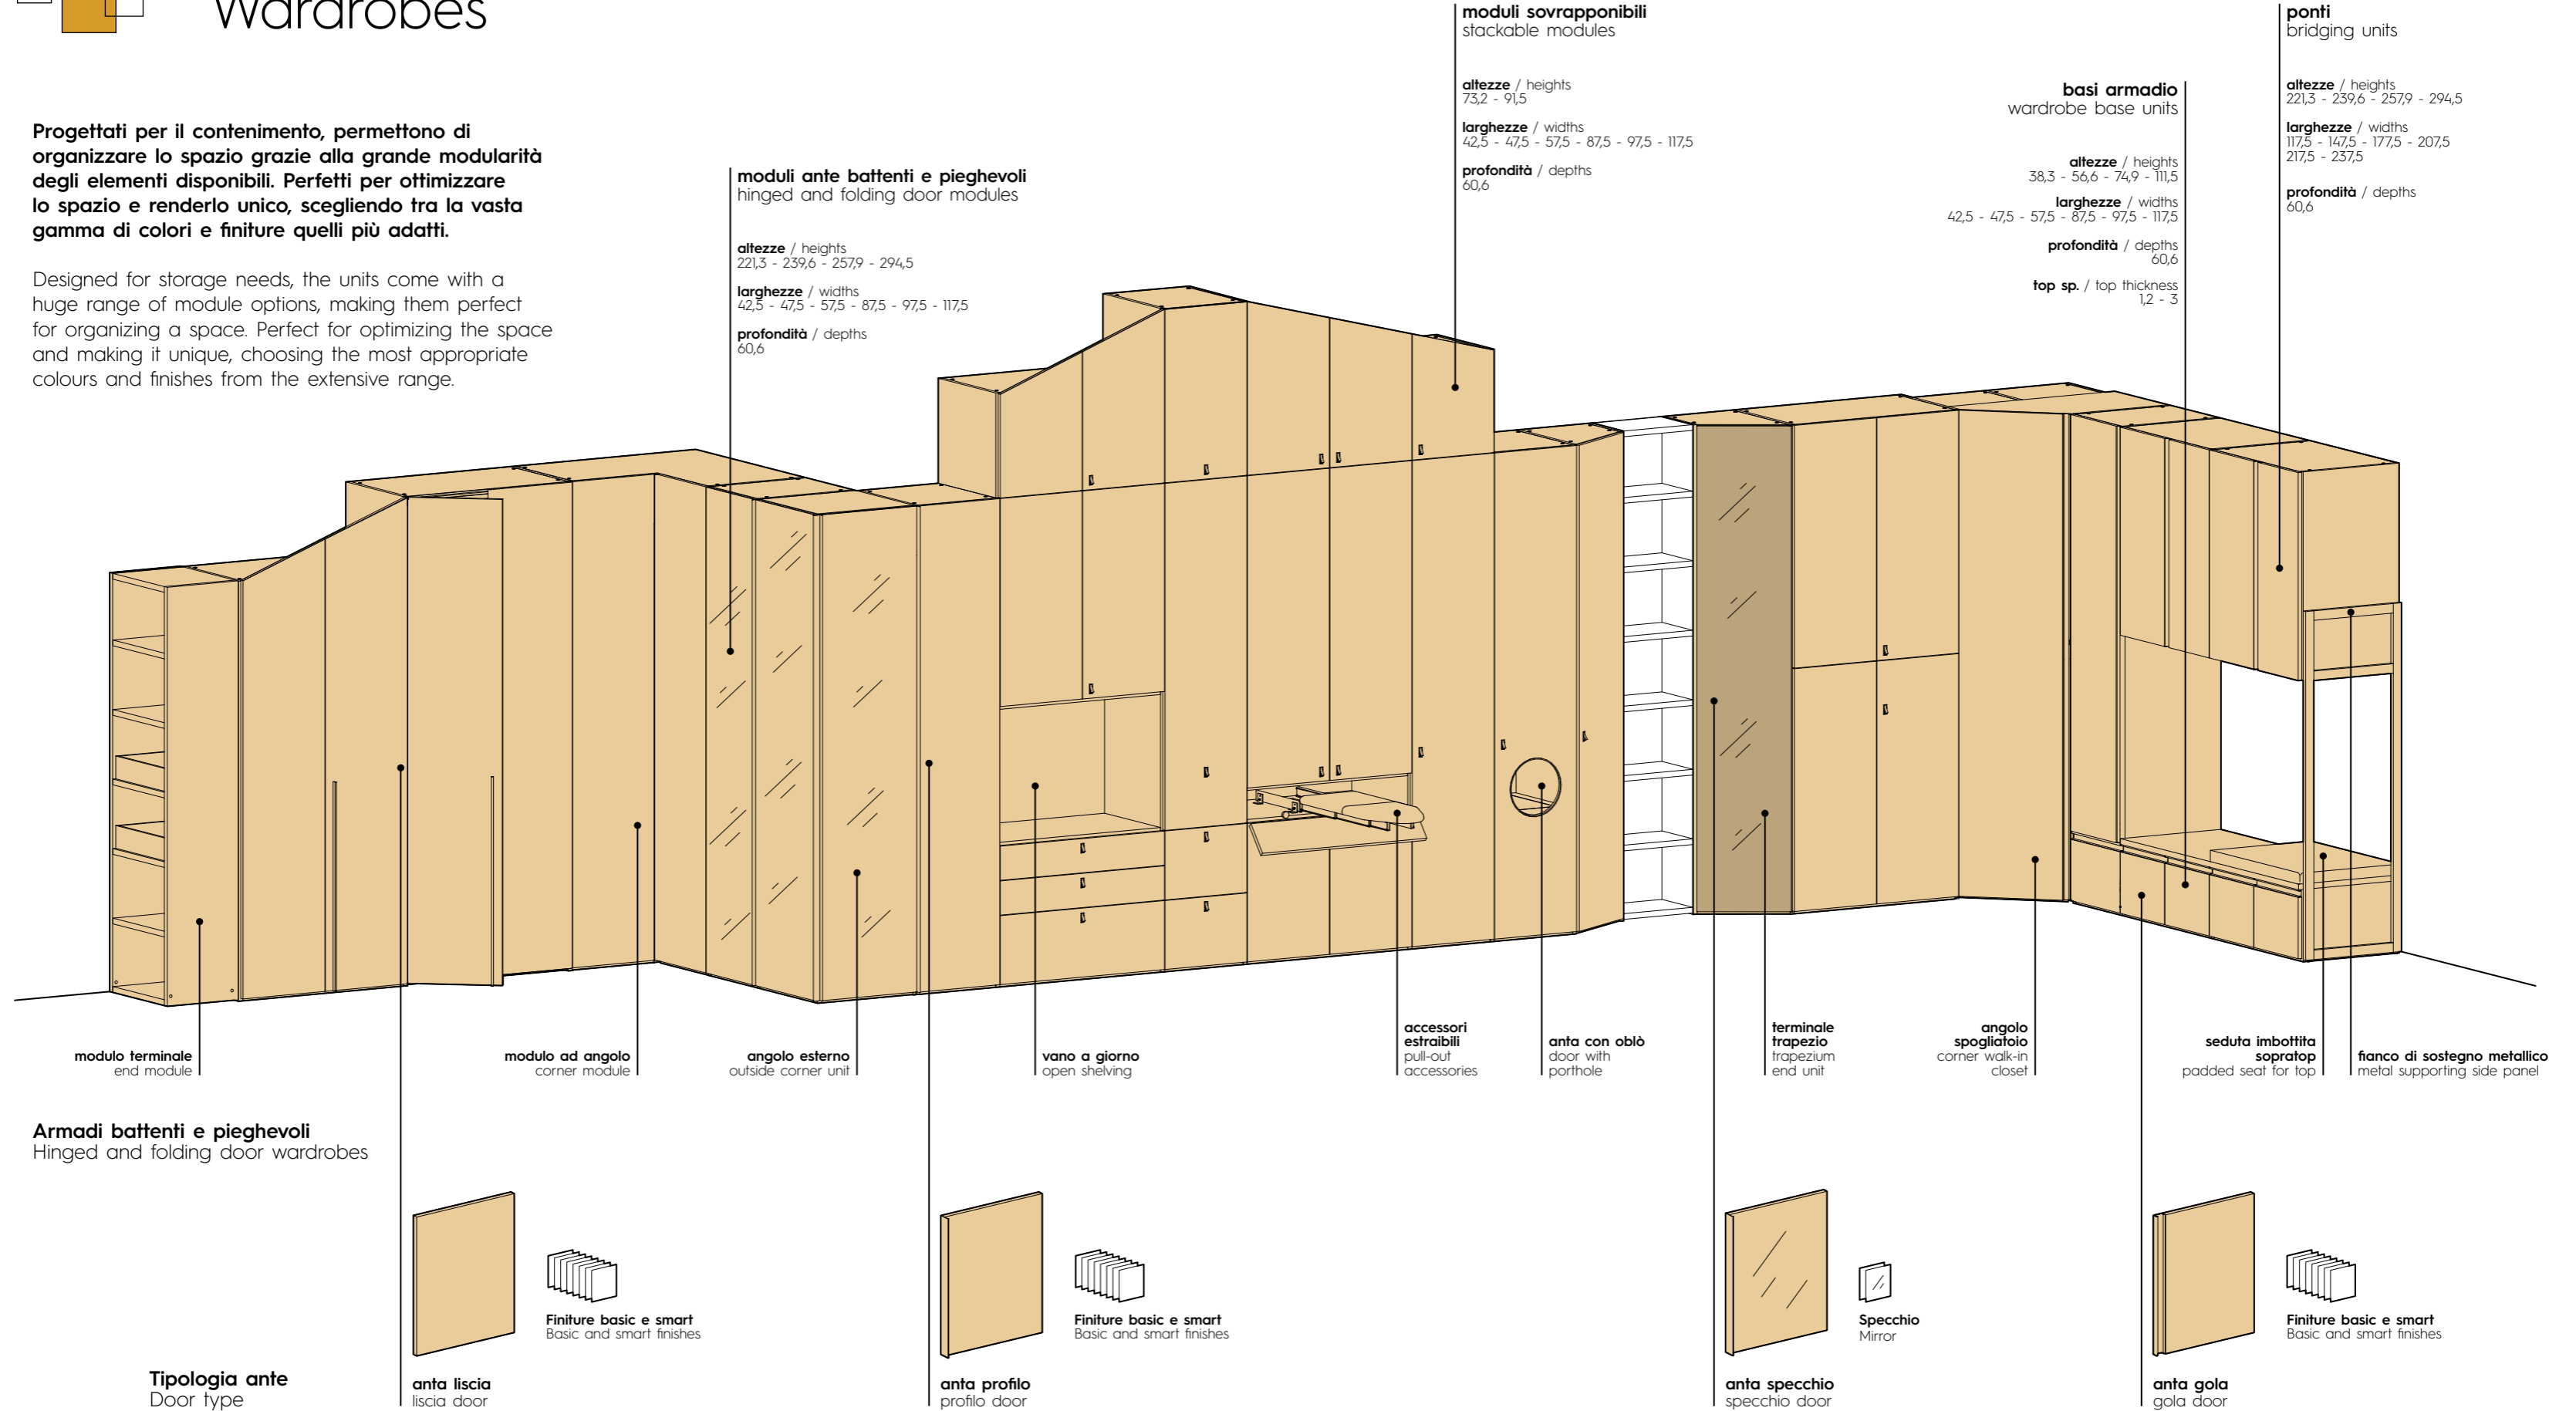 Wardrobes
Progettati per il contenimento, permettono di
organizzare lo spazio grazie alla grande modularità
degli elementi disponibili. Perfetti per ottimizzare
lo spazio e renderlo unico, scegliendo tra la vasta
gamma di colori e finiture quelli più adatti.
Designed for storage needs, the units come with a
huge range of module options, making them perfect
for organizing a space. Perfect for optimizing the space
and making it unique, choosing the most appropriate
colours and finishes from the extensive range.
moduli ante battenti e pieghevoli
hinged and folding door modules
altezze / heights
221,3 - 239,6 - 257,9 - 294,5
larghezze / widths
42,5 - 47,5 - 57,5 - 87,5 - 97,5 - 117,5
profondità / depths
60,6
moduli sovrapponibili
stackable modules
altezze / heights
73,2 - 91,5
larghezze / widths
42,5 - 47,5 - 57,5 - 87,5 - 97,5 - 117,5
profondità / depths
60,6
basi armadio
wardrobe base units
altezze / heights
38,3 - 56,6 - 74,9 - 111,5
larghezze / widths
42,5 - 47,5 - 57,5 - 87,5 - 97,5 - 117,5
profondità / depths
60,6
top sp. / top thickness
1,2 - 3
ponti
bridging units
altezze / heights
221,3 - 239,6 - 257,9 - 294,5
larghezze / widths
117,5 - 147,5 - 177,5 - 207,5
217,5 - 237,5
profondità / depths
60,6
modulo terminale
end module
modulo ad angolo
corner module
angolo esterno
outside corner unit
vano a giorno
open shelving
accessori
estraibili
pull-out
accessories
anta con oblò
door with
porthole
terminale
trapezio
trapezium
end unit
angolo
spogliatoio
corner walk-in
closet
seduta imbottita
sopratop
padded seat for top
fianco di sostegno metallico
metal supporting side panel
Armadi battenti e pieghevoli
Hinged and folding door wardrobes
Finiture basic e smart
Basic and smart finishes
Finiture basic e smart
Basic and smart finishes
Specchio
Mirror
Finiture basic e smart
Basic and smart finishes
Tipologia ante
Door type
anta liscia
liscia door
anta profilo
profilo door
anta specchio
specchio door
anta gola
gola door